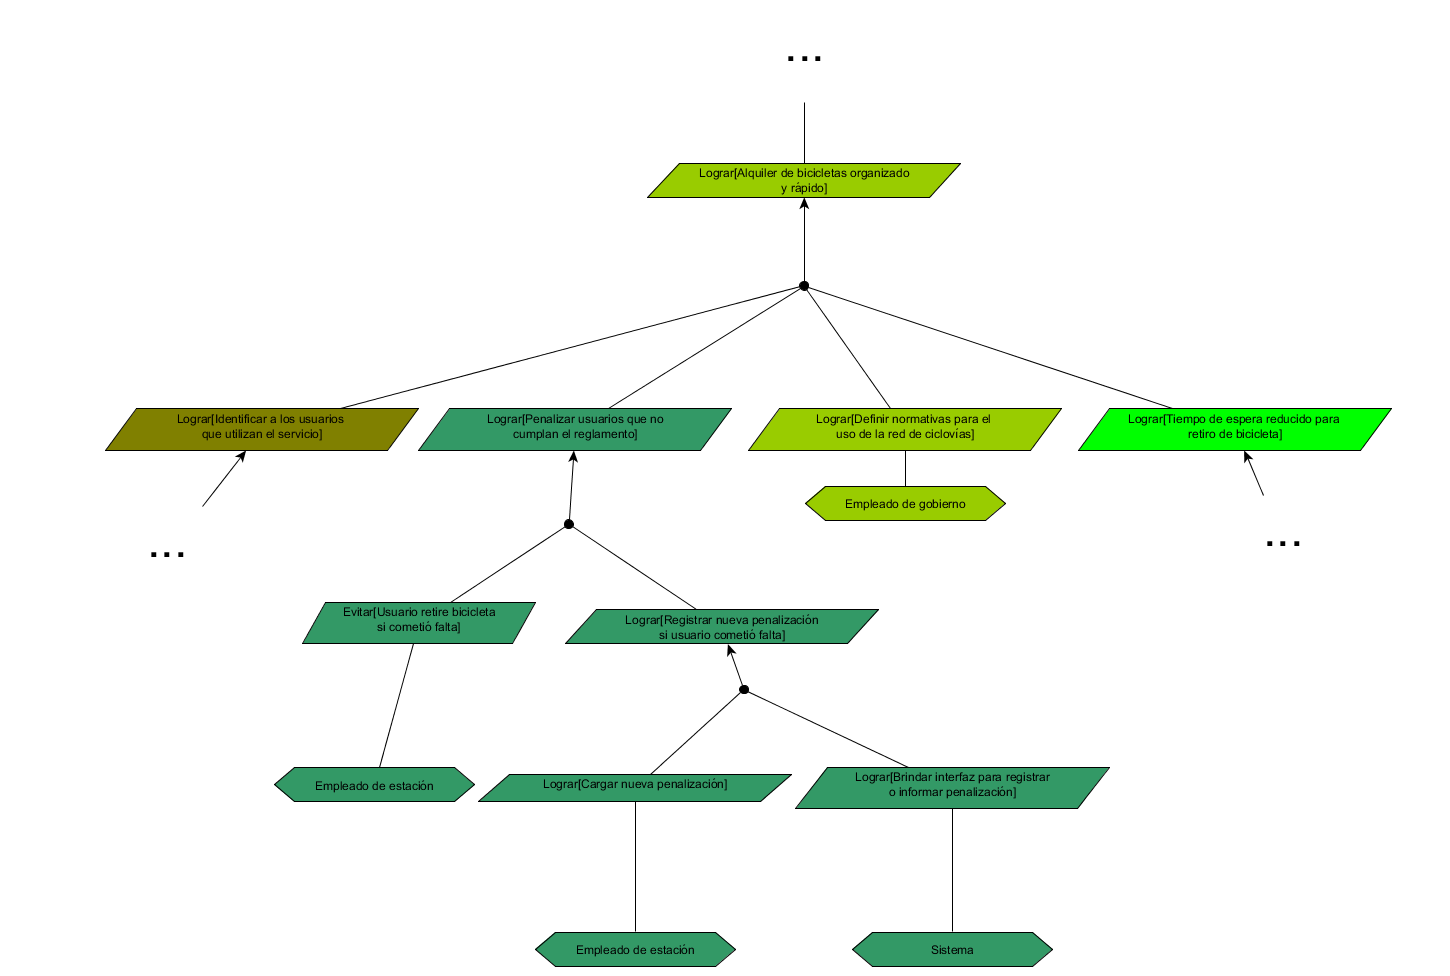 ...
Lograr[Alquiler de bicicletas organizado
y rápido]
Lograr[Identificar a los usuarios
que utilizan el servicio]
Lograr[Penalizar usuarios que no
cumplan el reglamento]
Lograr[Definir normativas para el
uso de la red de ciclovías]
Lograr[Tiempo de espera reducido para
retiro de bicicleta]
Empleado de gobierno
...
...
Evitar[Usuario retire bicicleta
si cometió falta]
Lograr[Registrar nueva penalización
si usuario cometió falta]
Empleado de estación
Lograr[Cargar nueva penalización]
Lograr[Brindar interfaz para registrar
o informar penalización]
Empleado de estación
Sistema